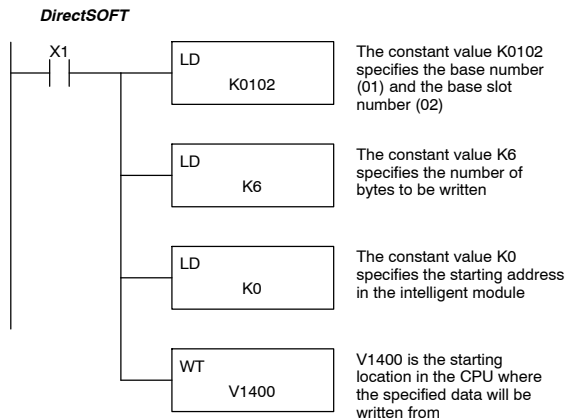 DirectSOFT
X1
LD
K0102
The constant value K0102
specifies the base number
(01) and the base slot
number (02)
LD
K6
The constant value K6
specifies the number of
bytes to be written
LD
K0
The constant value K0
specifies the starting address
in the intelligent module
WT
V1400
V1400 is the starting
location in the CPU where
the specified data will be
written from